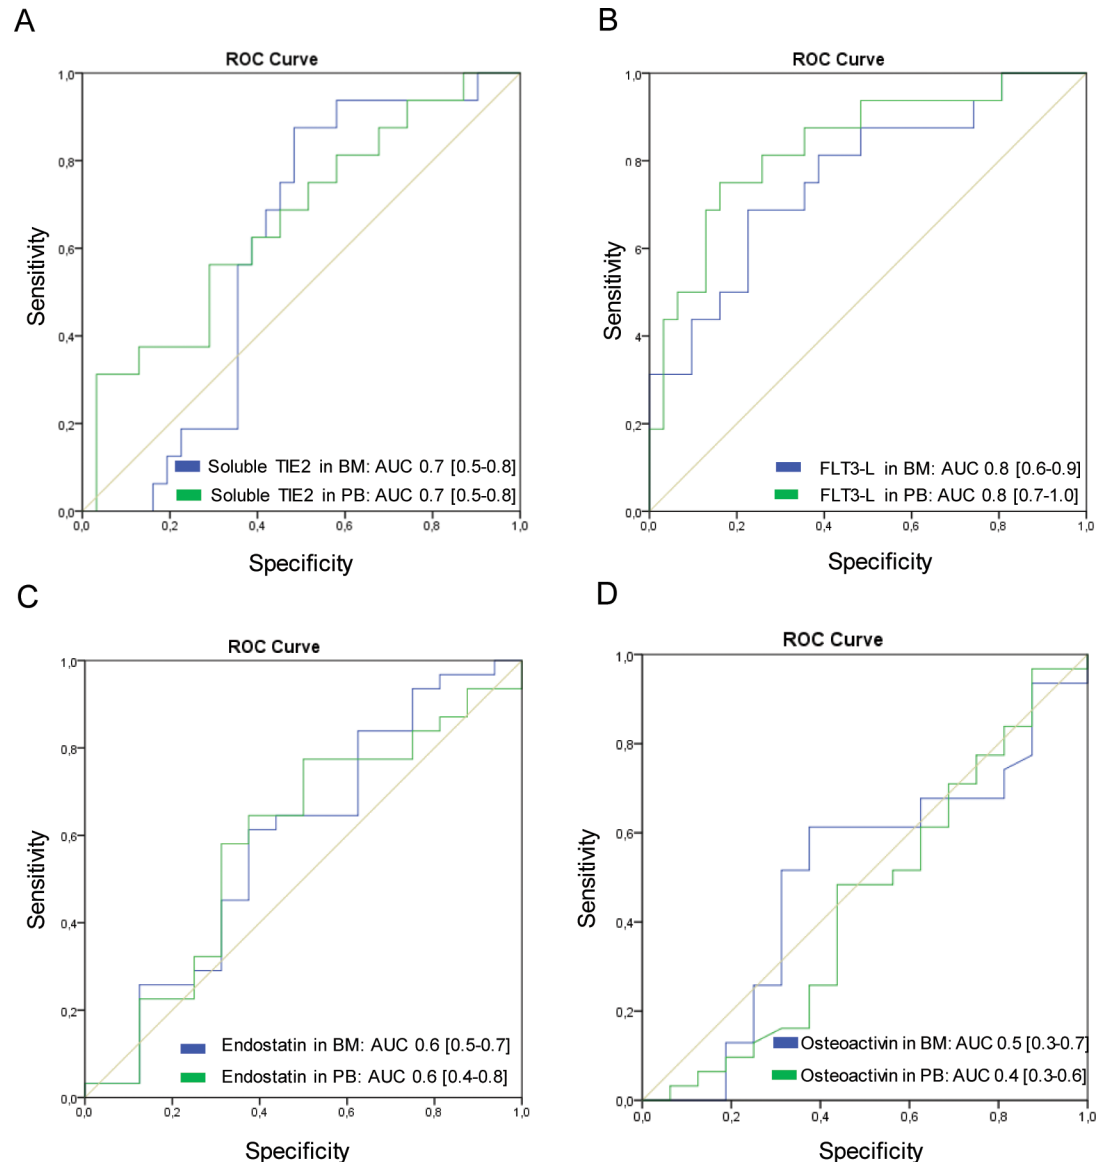 A
ROC Curve
1,0
0,8
0,6
0,4
0,2
0,0
Sensitivity
Soluble TIE2 in BM: AUC 0.7 [0.5-0.8]
Soluble TIE2 in PB: AUC 0.7 [0.5-0.8]
0,0 0,2 0,4 0,6 0,8 1,0
Specificity
B
ROC Curve
1,0
0,8
6
4
0,2
0,0
Sensitivity
FLT3-L in BM: AUC 0.8 [0.6-0.9]
FLT3-L in PB: AUC 0.8 [0.7-1.0]
0,0 0,2 0,4 0,6 0,8 1,0
Specificity
C
ROC Curve
1,0
0,8
0,6
0,4
0,2
0,0
Sensitivity
Endostatin in BM: AUC 0.6 [0.5-0.7]
Endostatin in PB: AUC 0.6 [0.4-0.8]
0,0 0,2 0,4 0,6 0,8 1,0
Specificity
D
ROC Curve
1,0
0,8
0,6
0,4
0,2
0,0
Sensitivity
Osteoactivin in BM: AUC 0.5 [0.3-0.7]
Osteoactivin in PB: AUC 0.4 [0.3-0.6]
0,0 0,2 0,4 0,6 0,8 1,0
Specificity